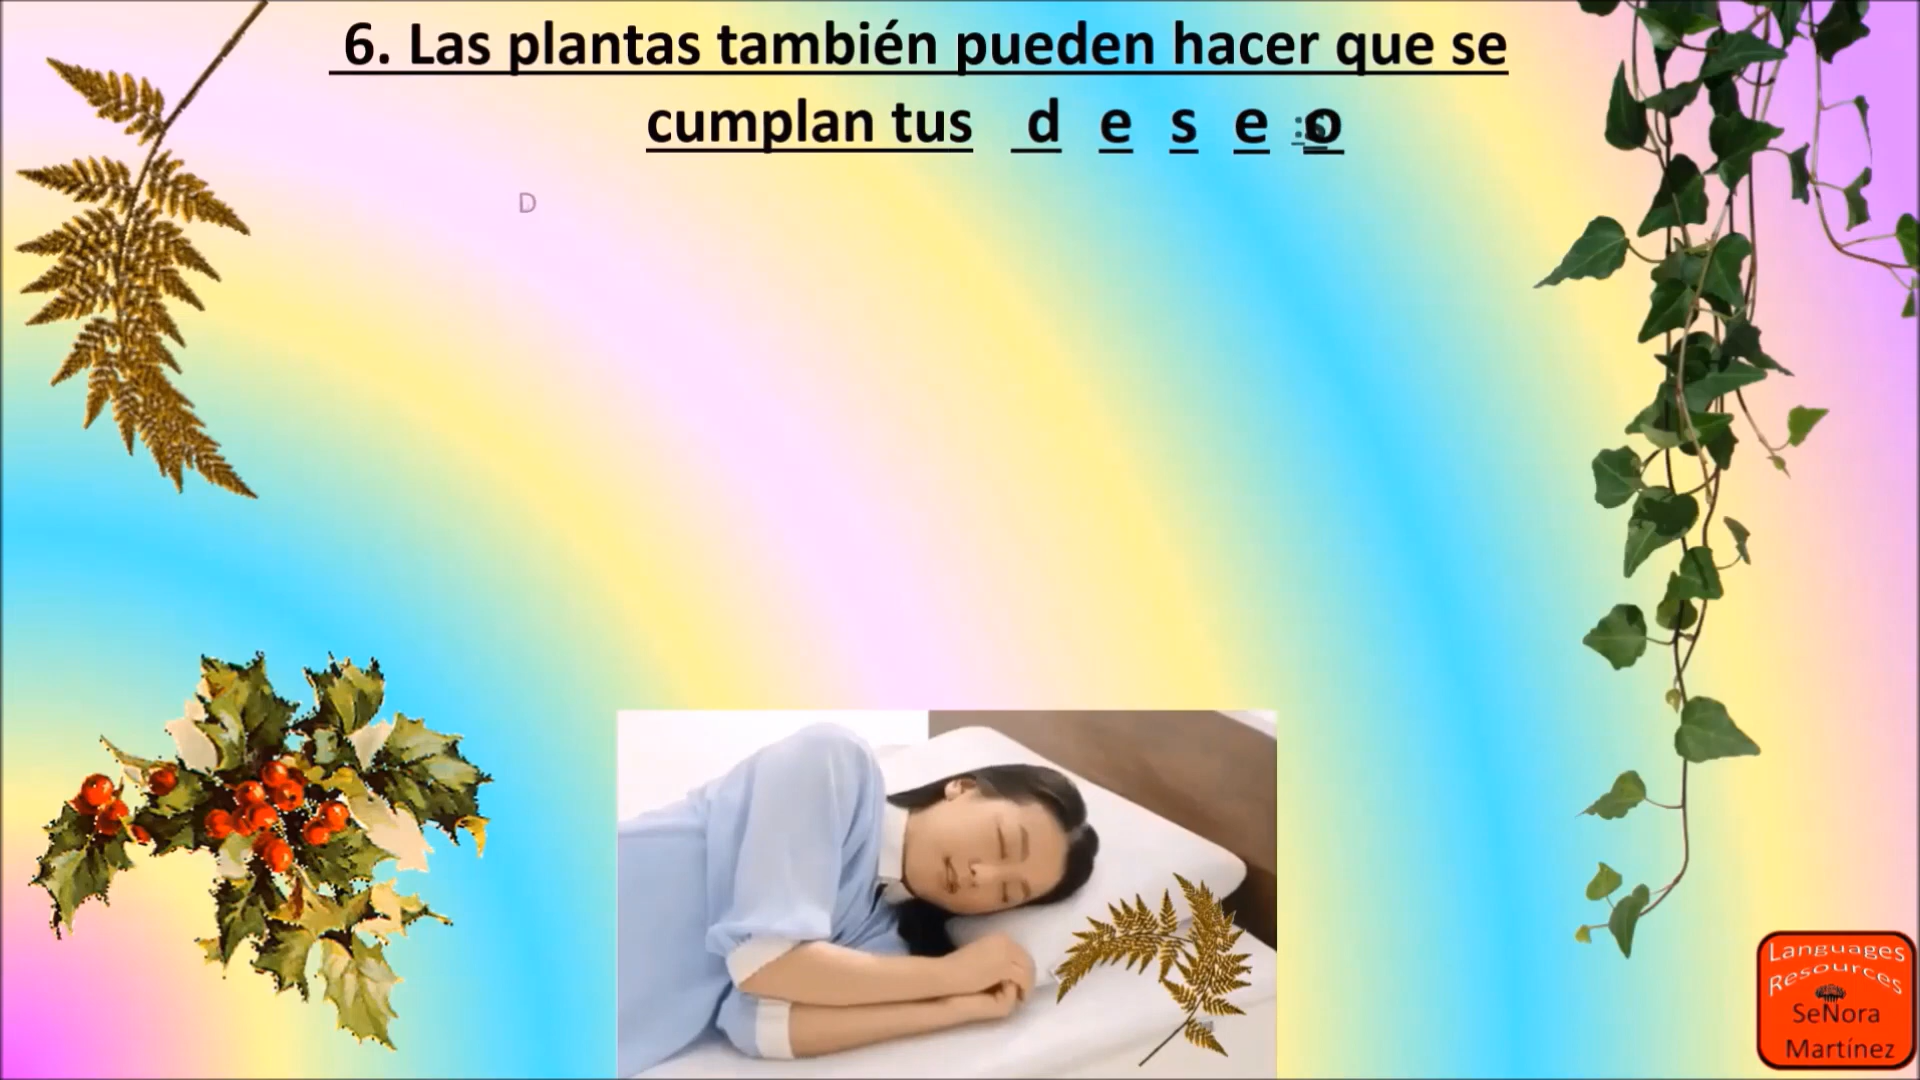 6. Las plantas también pueden hacer que se
cumplan tus d e s e o
D
Languages
Resources
SeNora
Martínez